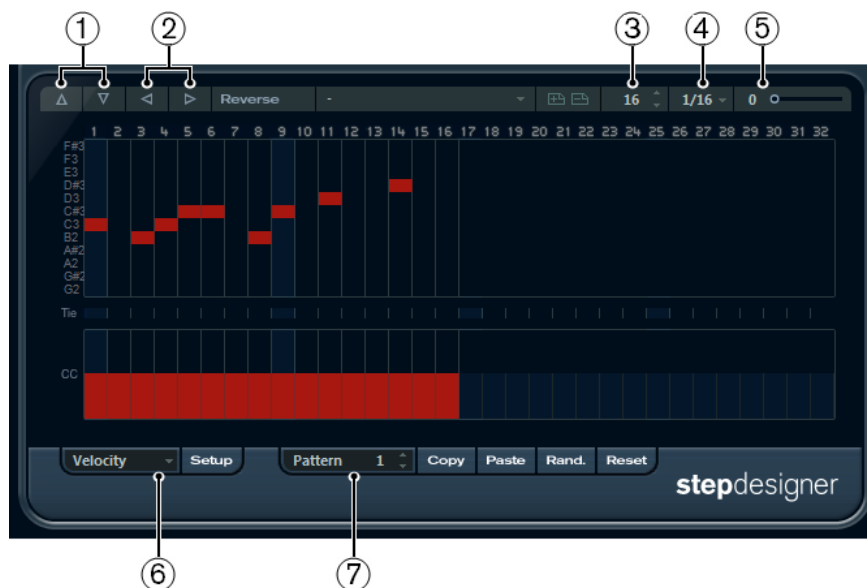 1 2 3 4 5
Reverse - 16 1/16 0
1 2 3 4 5 6 7 8 9 10 11 12 13 14 15 16 17 18 19 20 21 22 23 24 25 26 27 28 29 30 31 32
F#3
F3
E3
D#3
D3
C#3
C3
B2
A#2
A2
G#2
G2
Tie
CC
Velocity Setup Pattern 1 Copy Paste Rand. Reset
stepdesigner
6 7